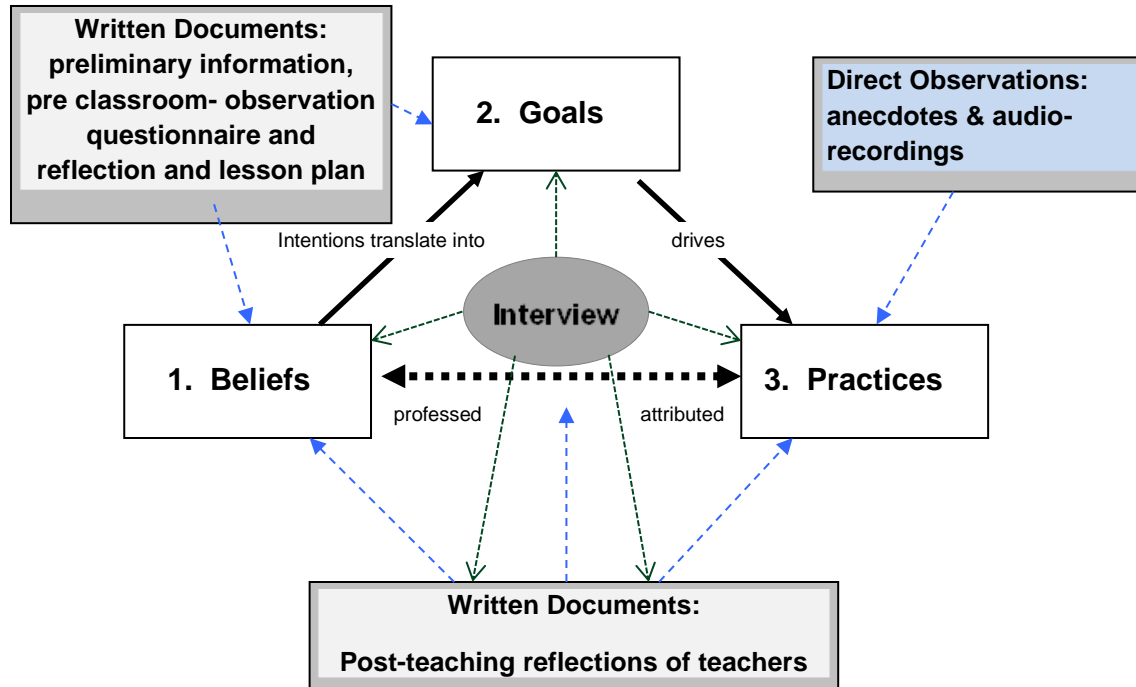 Written Documents:
preliminary information,
pre classroom- observation
questionnaire and
reflection and lesson plan
2.  Goals
Direct Observations:
anecdotes & audio-
recordings
Intentions translate into
drives
Interview
1.  Beliefs
3.  Practices
professed
attributed
Written Documents:
Post-teaching reflections of teachers